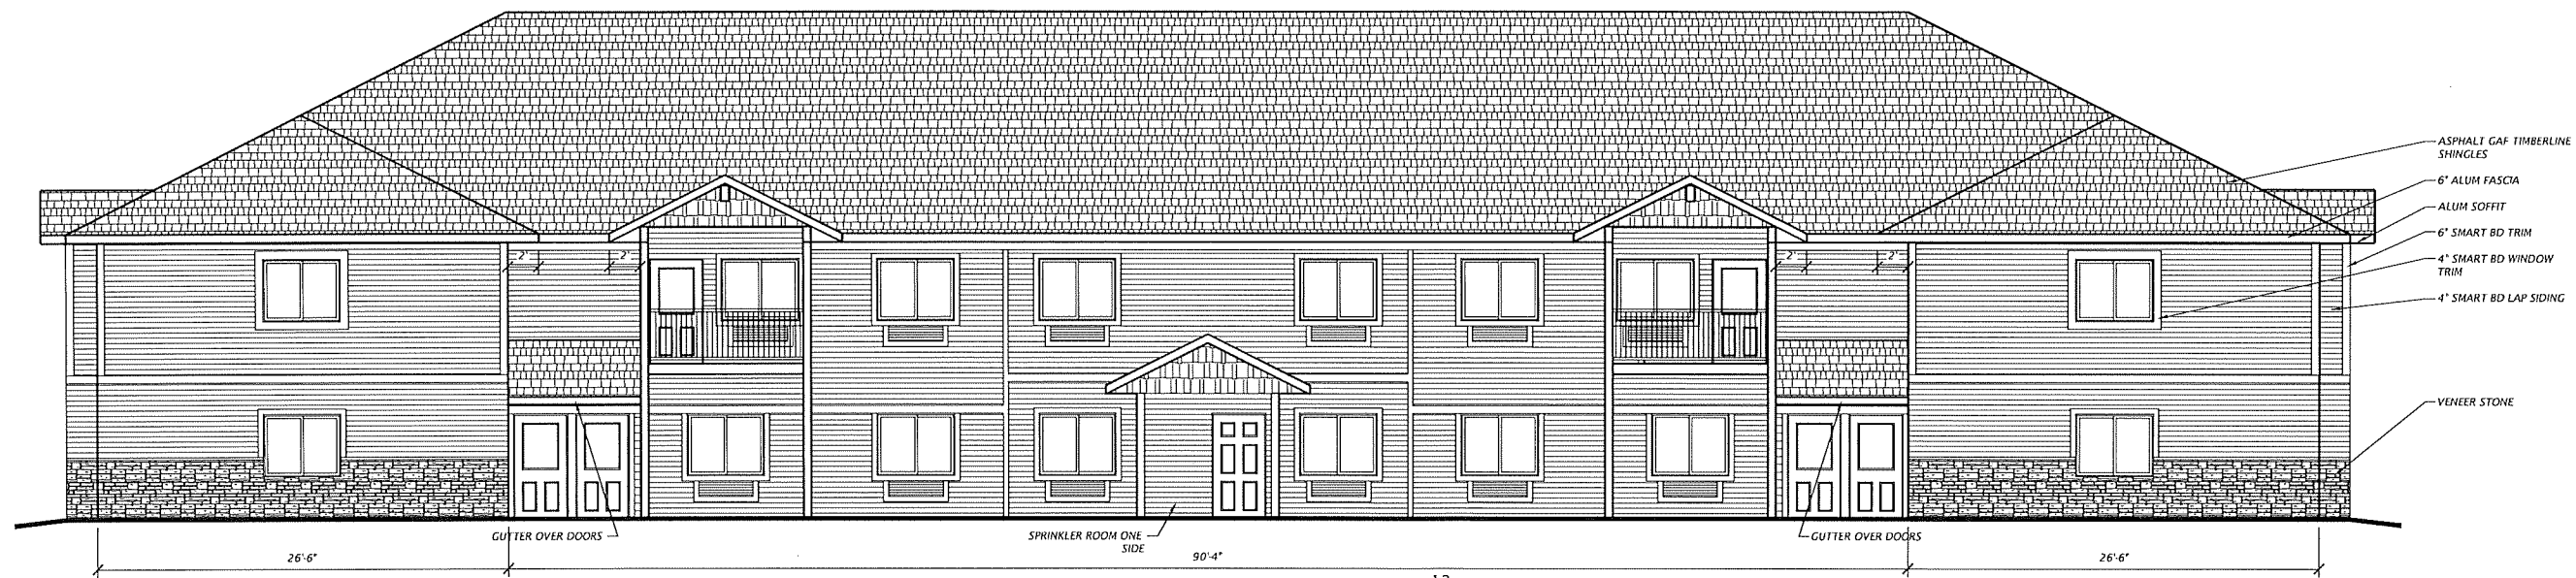 ASPHALT GAF TIMBERLINE
SHINGLES
6" ALUM FASCIA
ALUM SOFFIT
6" SMART BD TRIM
4" SMART BD WINDOW
TRIM
4" SMART BD LAP SIDING
2'
2'
2'
2'
VENEER STONE
GUTTER OVER DOORS
SPRINKLER ROOM ONE
SIDE
GUTTER OVER DOORS
26'-6"
90'-4"
26'-6"